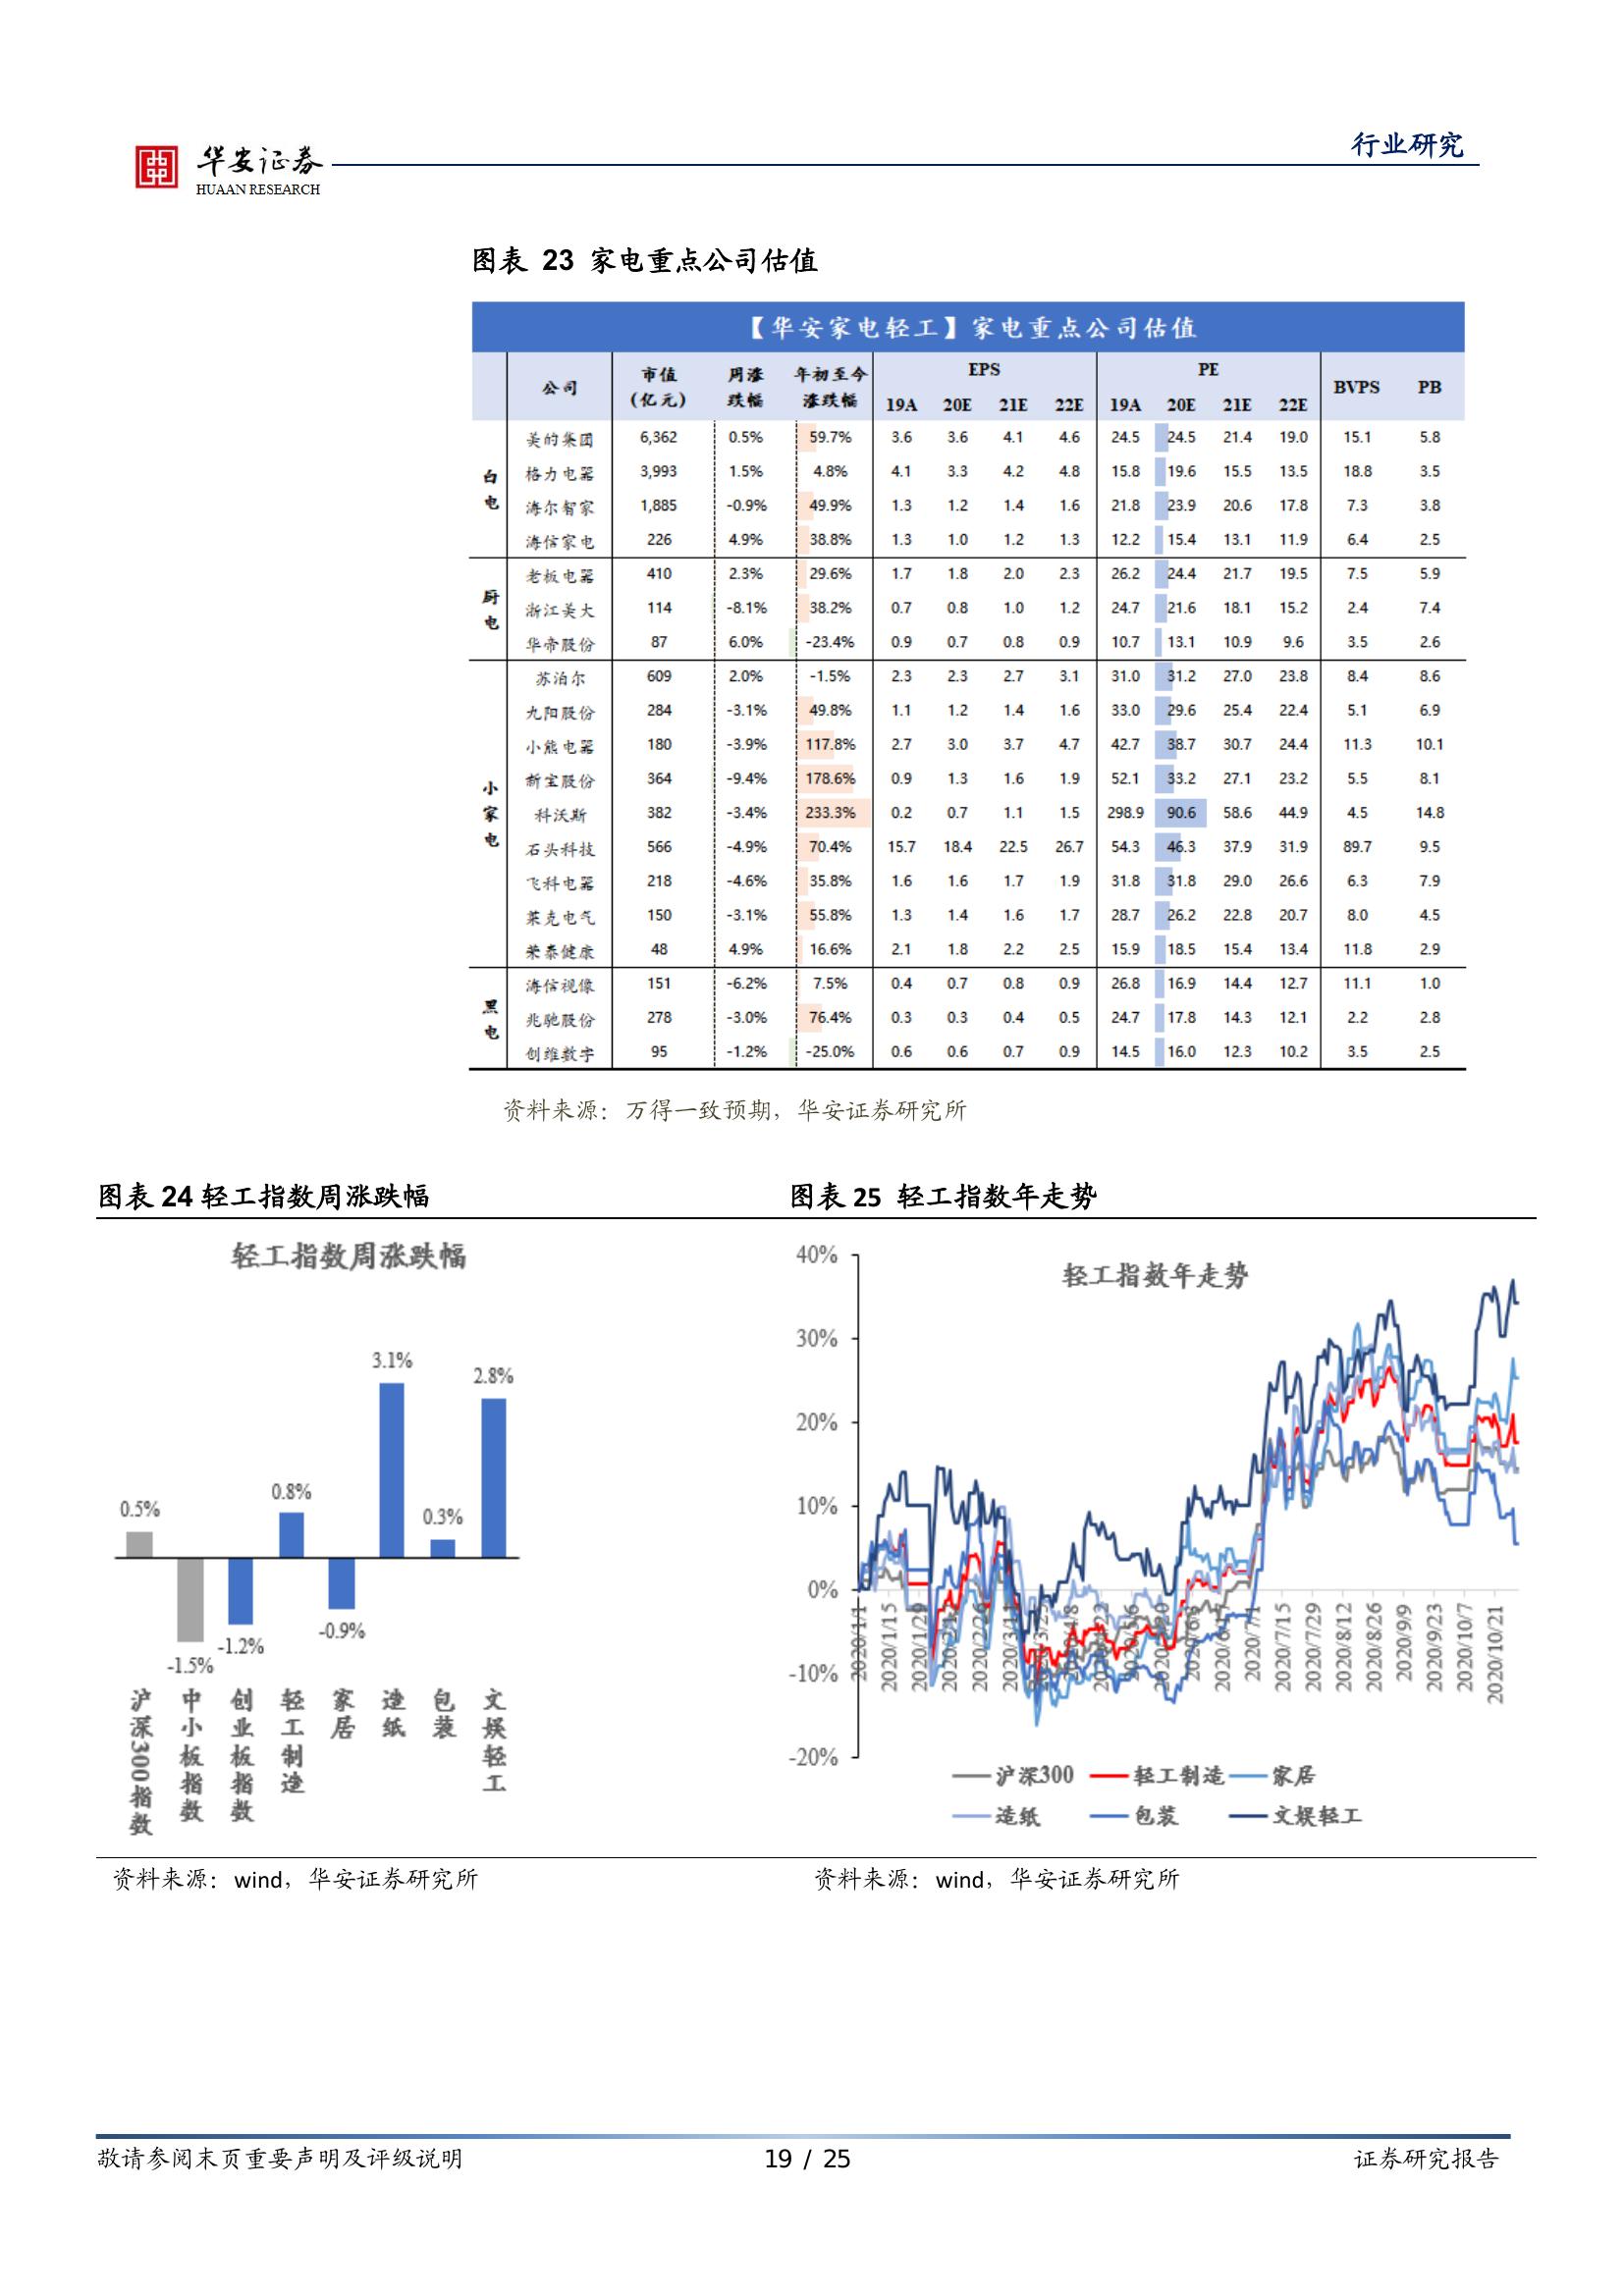 华安证券
HUAAN RESEARCH
行业研究
图表 23 家电重点公司估值
【华安家电轻工】家电重点公司估值
公司 市值(亿元) 周涨跌幅 年初至今涨跌幅 EPS PE BVPS PB
19A 20E 21E 22E 19A 20E 21E 22E
白电
美的集团 6,362 0.5% 59.7% 3.6 3.6 4.1 4.6 24.5 24.5 21.4 19.0 15.1 5.8
格力电器 3,993 1.5% 4.8% 4.1 3.3 4.2 4.8 15.8 19.6 15.5 13.5 18.8 3.5
海尔智家 1,885 -0.9% 49.9% 1.3 1.2 1.4 1.6 21.8 23.9 20.6 17.8 7.3 3.8
海信家电 226 4.9% 38.8% 1.3 1.0 1.2 1.3 12.2 15.4 13.1 11.9 6.4 2.5
厨电
老板电器 410 2.3% 29.6% 1.7 1.8 2.0 2.3 26.2 24.4 21.7 19.5 7.5 5.9
浙江美大 114 -8.1% 38.2% 0.7 0.8 1.0 1.2 24.7 21.6 18.1 15.2 2.4 7.4
华帝股份 87 6.0% -23.4% 0.9 0.7 0.8 0.9 10.7 13.1 10.9 9.6 3.5 2.6
小家电
苏泊尔 609 2.0% -1.5% 2.3 2.3 2.7 3.1 31.0 31.2 27.0 23.8 8.4 8.6
九阳股份 284 -3.1% 49.8% 1.1 1.2 1.4 1.6 33.0 29.6 25.4 22.4 5.1 6.9
小熊电器 180 -3.9% 117.8% 2.7 3.0 3.7 4.7 42.7 38.7 30.7 24.4 11.3 10.1
新宝股份 364 -9.4% 178.6% 0.9 1.3 1.6 1.9 52.1 33.2 27.1 23.2 5.5 8.1
科沃斯 382 -3.4% 233.3% 0.2 0.7 1.1 1.5 298.9 90.6 58.6 44.9 4.5 14.8
石头科技 566 -4.9% 70.4% 15.7 18.4 22.5 26.7 54.3 46.3 37.9 31.9 89.7 9.5
飞科电器 218 -4.6% 35.8% 1.6 1.6 1.7 1.9 31.8 31.8 29.0 26.6 6.3 7.9
莱克电气 150 -3.1% 55.8% 1.3 1.4 1.6 1.7 28.7 26.2 22.8 20.7 8.0 4.5
荣泰健康 48 4.9% 16.6% 2.1 1.8 2.2 2.5 15.9 18.5 15.4 13.4 11.8 2.9
黑电
海信视像 151 -6.2% 7.5% 0.4 0.7 0.8 0.9 26.8 16.9 14.4 12.7 11.1 1.0
兆驰股份 278 -3.0% 76.4% 0.3 0.3 0.4 0.5 24.7 17.8 14.3 12.1 2.2 2.8
创维数字 95 -1.2% -25.0% 0.6 0.6 0.7 0.9 14.5 16.0 12.3 10.2 3.5 2.5
资料来源：万得一致预期，华安证券研究所
图表 24 轻工指数周涨跌幅
轻工指数周涨跌幅
0.5% -1.5% -1.2% 0.8% -0.9% 3.1% 0.3% 2.8%
沪深300指数 中小板指数 创业板指数 轻工制造 家居 造纸 包装 文娱轻工
资料来源：wind，华安证券研究所
图表 25 轻工指数年走势
轻工指数年走势
40%
30%
20%
10%
0%
-10%
-20%
2020/1/1 2020/1/15 2020/1/29 2020/2/26 2020/3/11 2020/3/25 2020/4/8 2020/4/22 2020/5/6 2020/5/20 2020/6/3 2020/6/17 2020/7/1 2020/7/15 2020/7/29 2020/8/12 2020/8/26 2020/9/9 2020/9/23 2020/10/7 2020/10/21
沪深300 轻工制造 家居
造纸 包装 文娱轻工
资料来源：wind，华安证券研究所
敬请参阅末页重要声明及评级说明
19 / 25
证券研究报告